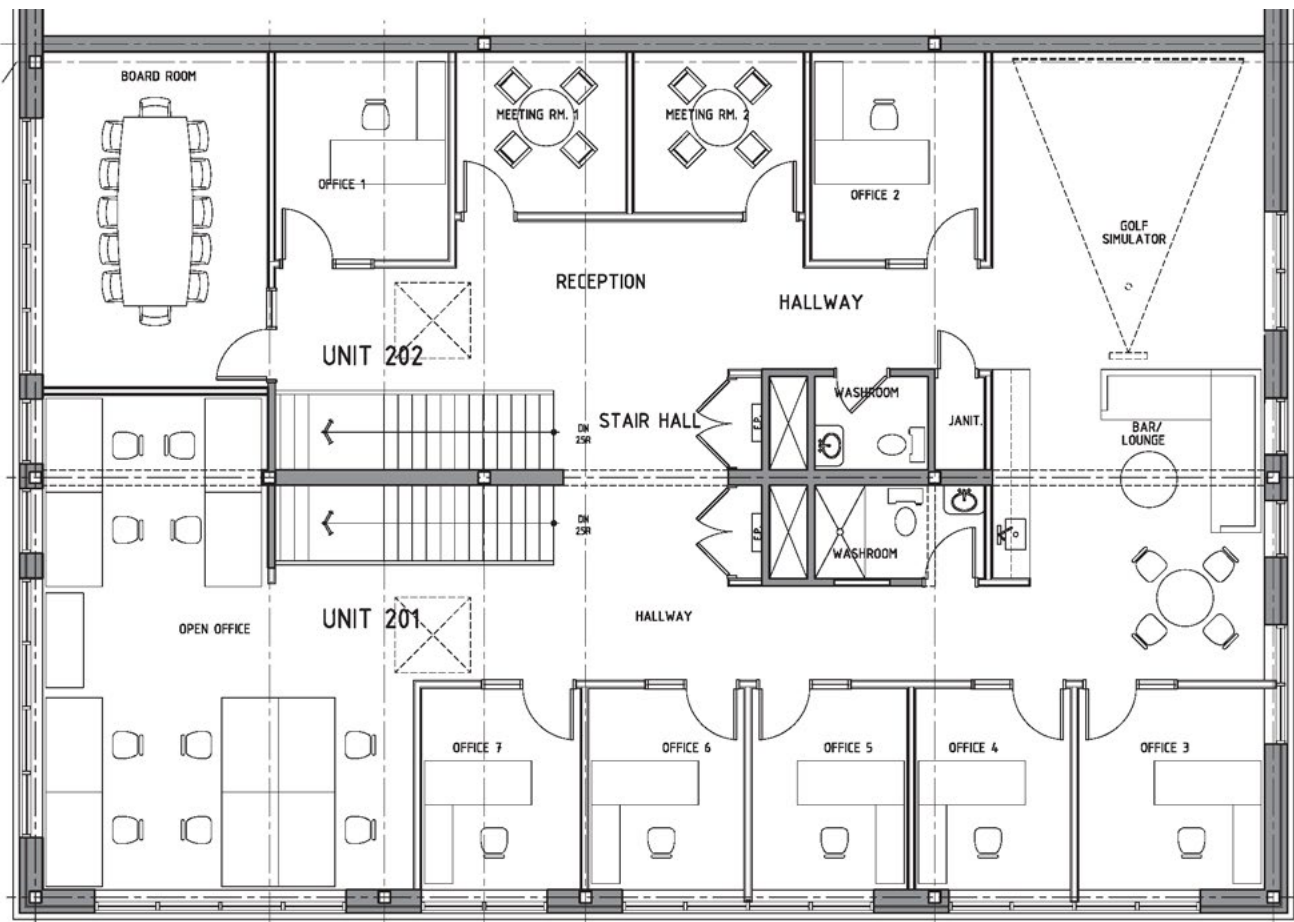 BOARD ROOM
MEETING RM. 1
MEETING RM. 2
OFFICE 1
OFFICE 2
GOLF
SIMULATOR
RECEPTION
HALLWAY
UNIT 202
STAIR HALL
DN
25R
E.P.
WASHROOM
JANIT.
BAR/
LOUNGE
DN
25R
E.P.
WASHROOM
OPEN OFFICE
UNIT 201
HALLWAY
OFFICE 7
OFFICE 6
OFFICE 5
OFFICE 4
OFFICE 3